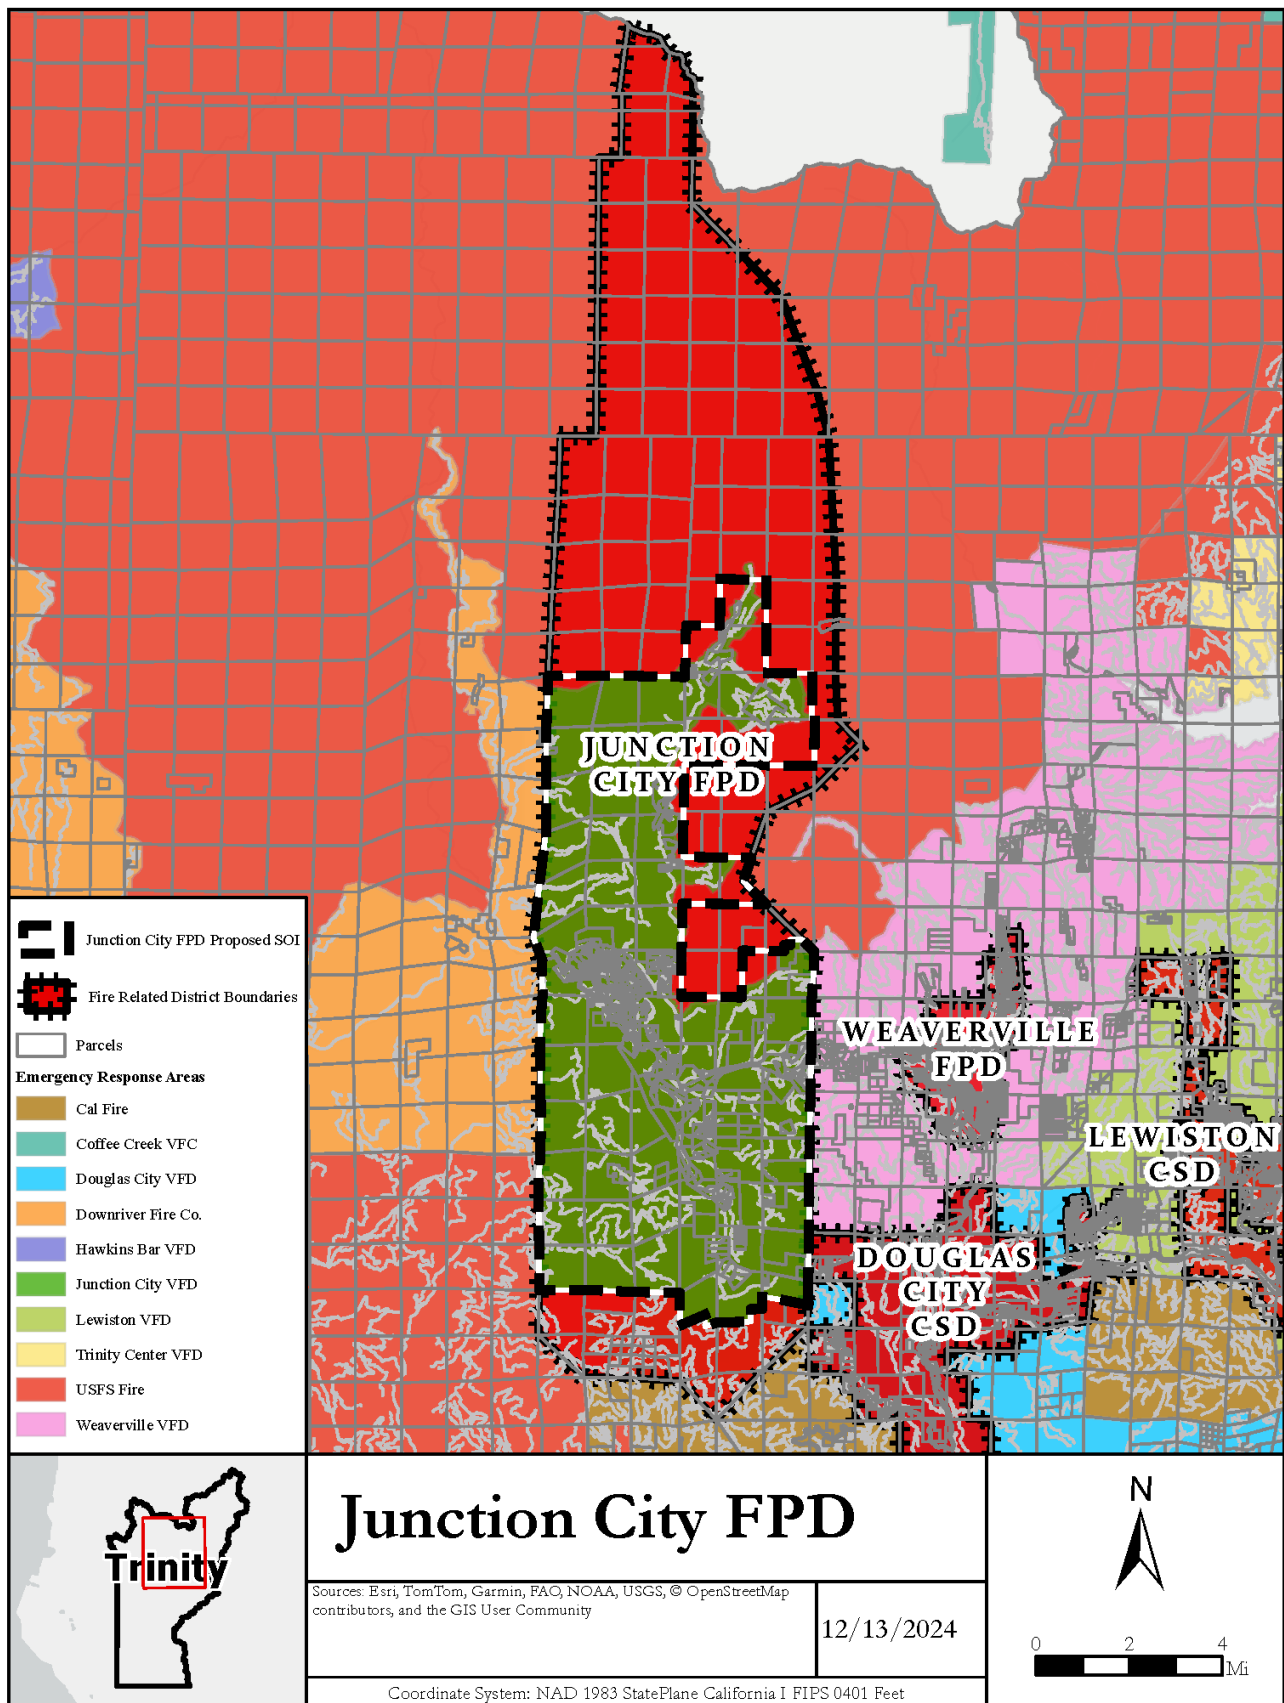 JUNCTION
CITY FPD
WEAVERVILLE
FPD
LEWISTON
CSD
DOUGLAS
CITY
CSD
Junction City FPD Proposed SOI
Fire Related District Boundaries
Parcels
Emergency Response Areas
Cal Fire
Coffee Creek VFC
Douglas City VFD
Downriver Fire Co.
Hawkins Bar VFD
Junction City VFD
Lewiston VFD
Trinity Center VFD
USFS Fire
Weaverville VFD
Trinity
Junction City FPD
Sources: Esri, TomTom, Garmin, FAO, NOAA, USGS, © OpenStreetMap
contributors, and the GIS User Community
12/13/2024
Coordinate System: NAD 1983 StatePlane California I FIPS 0401 Feet
N
0 2 4
Mi